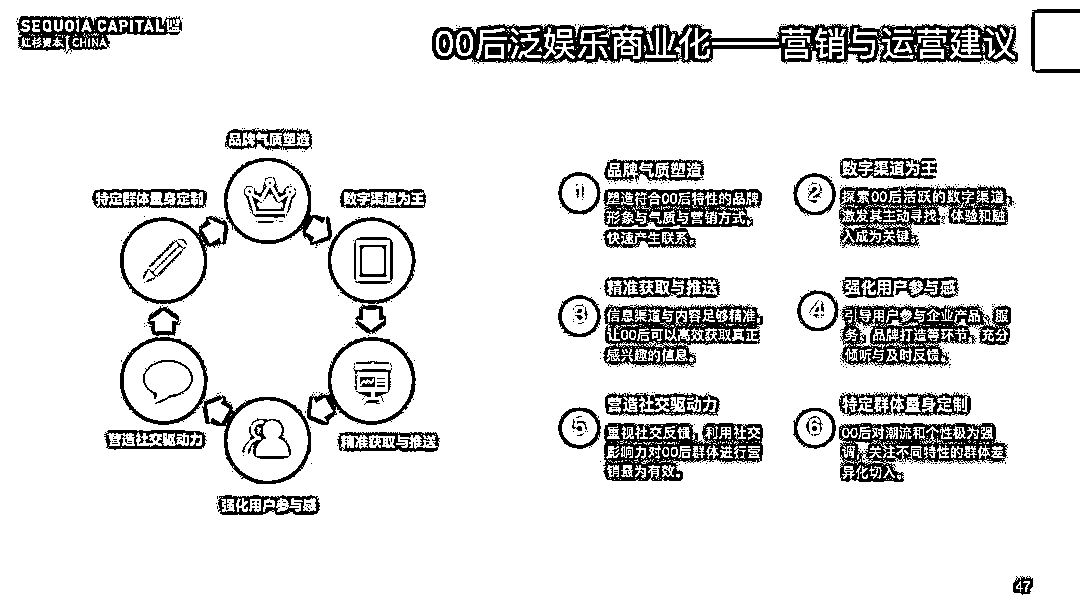 SEQUOIA CAPITAL
红杉资本 CHINA
00后泛娱乐商业化——营销与运营建议
品牌气质塑造
特定群体量身定制
数字渠道为王
营造社交驱动力
精准获取与推送
强化用户参与感
1
品牌气质塑造
塑造符合00后特性的品牌
形象与气质与营销方式，
快速产生联系。
2
数字渠道为王
探索00后活跃的数字渠道，
激发其主动寻找、体验和融
入成为关键。
3
精准获取与推送
信息渠道与内容足够精准，
让00后可以高效获取真正
感兴趣的信息。
4
强化用户参与感
引导用户参与企业产品、服
务、品牌打造等环节，充分
倾听与及时反馈。
5
营造社交驱动力
重视社交反馈，利用社交
影响力对00后群体进行营
销最为有效。
6
特定群体量身定制
00后对潮流和个性极为强
调，关注不同特性的群体差
异化切入。
47